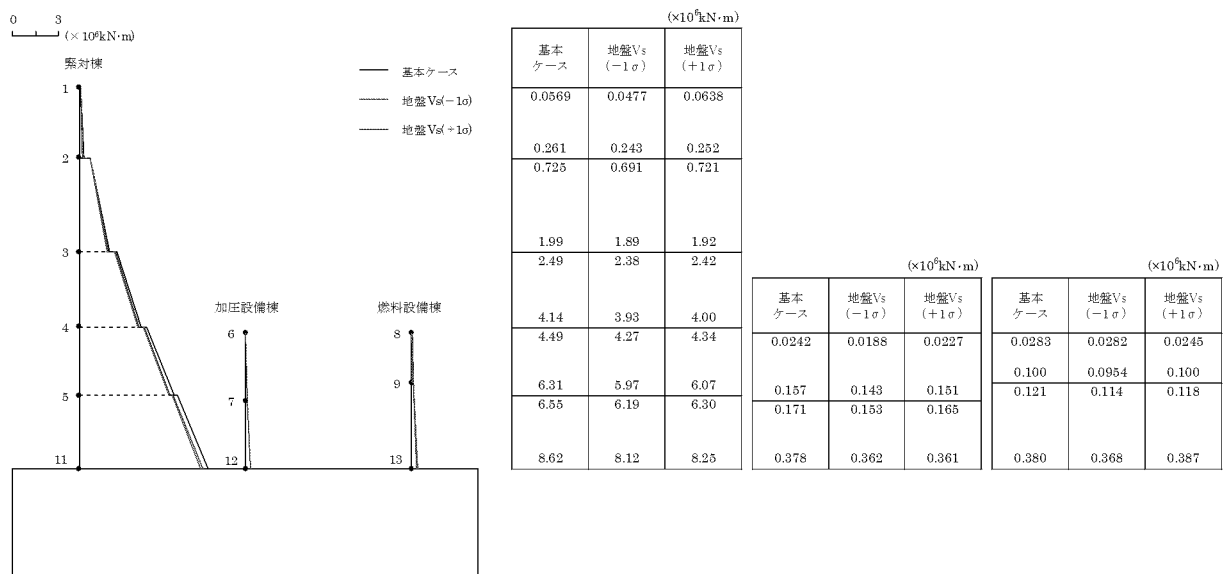 0 3
(×10⁶kN·m)
緊対棟
1
2
3
4
5
11
加圧設備棟
6
7
12
燃料設備棟
8
9
13
基本ケース
地盤Vs(−1σ)
地盤Vs(+1σ)
(×10⁶kN·m)
基本 地盤Vs 地盤Vs
ケース (−1σ) (+1σ)
0.0569 0.0477 0.0638
0.261 0.243 0.252
0.725 0.691 0.721
1.99 1.89 1.92
2.49 2.38 2.42
4.14 3.93 4.00
4.49 4.27 4.34
6.31 5.97 6.07
6.55 6.19 6.30
8.62 8.12 8.25
(×10⁶kN·m)
基本 地盤Vs 地盤Vs
ケース (−1σ) (+1σ)
0.0242 0.0188 0.0227
0.157 0.143 0.151
0.171 0.153 0.165
0.378 0.362 0.361
(×10⁶kN·m)
基本 地盤Vs 地盤Vs
ケース (−1σ) (+1σ)
0.0283 0.0282 0.0245
0.100 0.0954 0.100
0.121 0.114 0.118
0.380 0.368 0.387